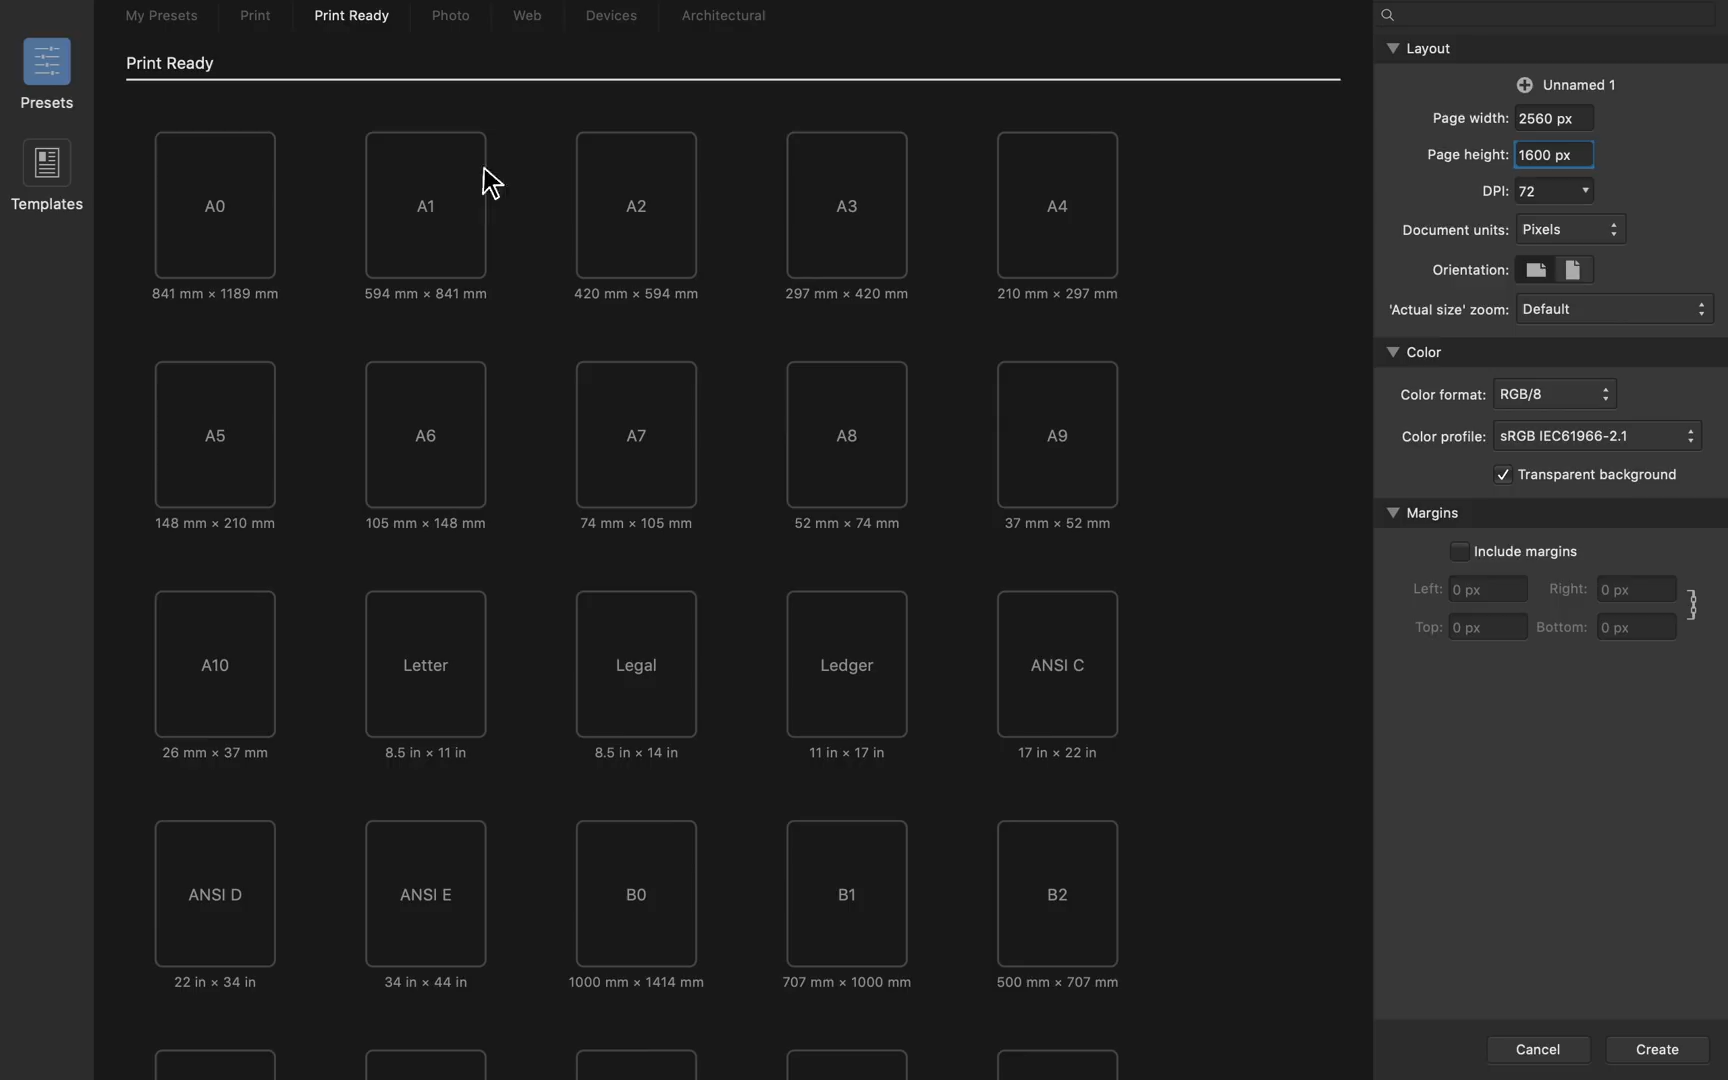 My Presets
Print
Print Ready
Photo
Web
Devices
Architectural
Presets
Templates
Print Ready
A0
A1
A2
A3
A4
841 mm × 1189 mm
594 mm × 841 mm
420 mm × 594 mm
297 mm × 420 mm
210 mm × 297 mm
A5
A6
A7
A8
A9
148 mm × 210 mm
105 mm × 148 mm
74 mm × 105 mm
52 mm × 74 mm
37 mm × 52 mm
A10
Letter
Legal
Ledger
ANSI C
26 mm × 37 mm
8.5 in × 11 in
8.5 in × 14 in
11 in × 17 in
17 in × 22 in
ANSI D
ANSI E
B0
B1
B2
22 in × 34 in
34 in × 44 in
1000 mm × 1414 mm
707 mm × 1000 mm
500 mm × 707 mm
Layout
Unnamed 1
Page width: 2560 px
Page height: 1600 px
DPI: 72
Document units: Pixels
Orientation:
'Actual size' zoom: Default
Color
Color format: RGB/8
Color profile: sRGB IEC61966-2.1
Transparent background
Margins
Include margins
Left: 0 px Right: 0 px
Top: 0 px Bottom: 0 px
Cancel
Create